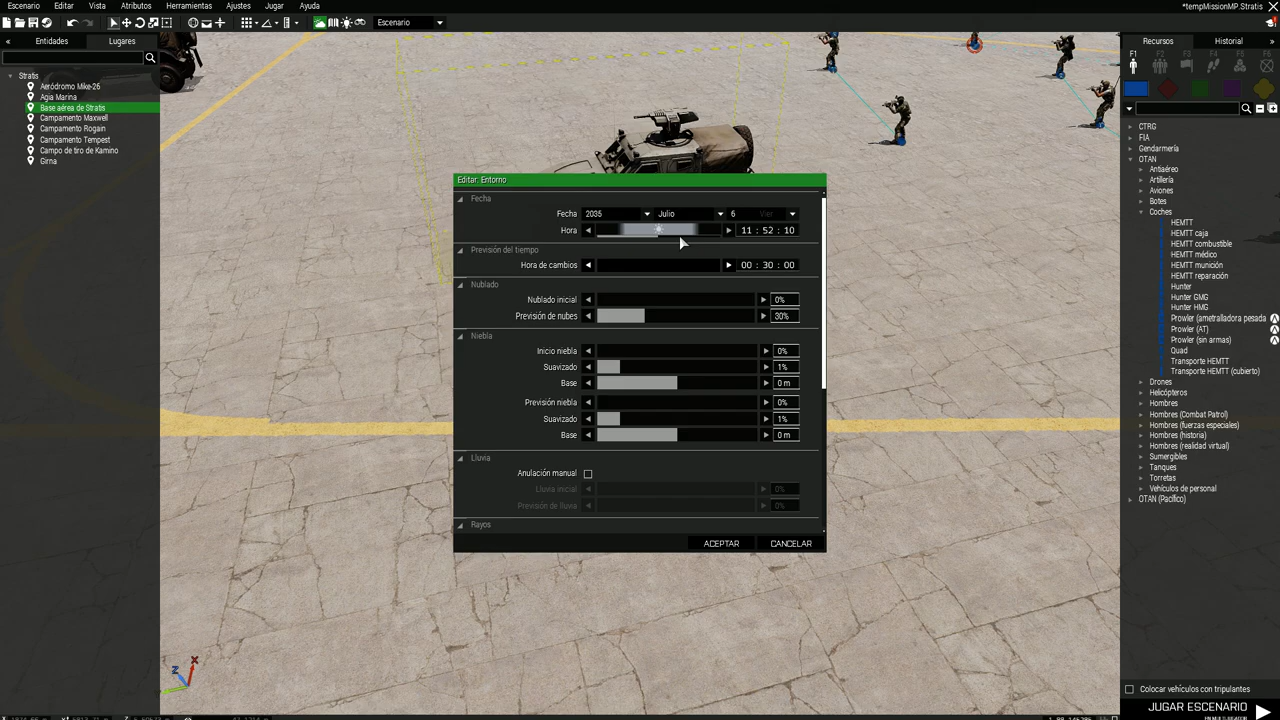 Escenario Editar Vista Atributos Herramientas Ajustes Jugar Ayuda *tempMissionMP.Stratis
Escenario
Entidades Lugares
Stratis
Aeródromo Mike-26
Agia Marina
Base aérea de Stratis
Campamento Maxwell
Campamento Rogain
Campamento Tempest
Campo de tiro de Kamino
Girna
Editar: Entorno
Fecha
Fecha 2035 Julio 6 Vier
Hora 11 : 52 : 10
Previsión del tiempo
Hora de cambios 00 : 30 : 00
Nublado
Nublado inicial 0%
Previsión de nubes 30%
Niebla
Inicio niebla 0%
Suavizado 1%
Base 0 m
Previsión niebla 0%
Suavizado 1%
Base 0 m
Lluvia
Anulación manual
Lluvia inicial 0%
Previsión de lluvia 0%
Rayos
ACEPTAR CANCELAR
Z X
Recursos Historial
F1 F2 F3 F4 F5 F6
CTRG
FIA
Gendarmería
OTAN
Antiaéreo
Artillería
Aviones
Botes
Coches
HEMTT
HEMTT caja
HEMTT combustible
HEMTT médico
HEMTT munición
HEMTT reparación
Hunter
Hunter GMG
Hunter HMG
Prowler (ametralladora pesada
Prowler (AT)
Prowler (sin armas)
Quad
Transporte HEMTT
Transporte HEMTT (cubierto)
Drones
Helicópteros
Hombres
Hombres (Combat Patrol)
Hombres (fuerzas especiales)
Hombres (historia)
Hombres (realidad virtual)
Sumergibles
Tanques
Torretas
Vehículos de personal
OTAN (Pacífico)
Colocar vehículos con tripulantes
JUGAR ESCENARIO